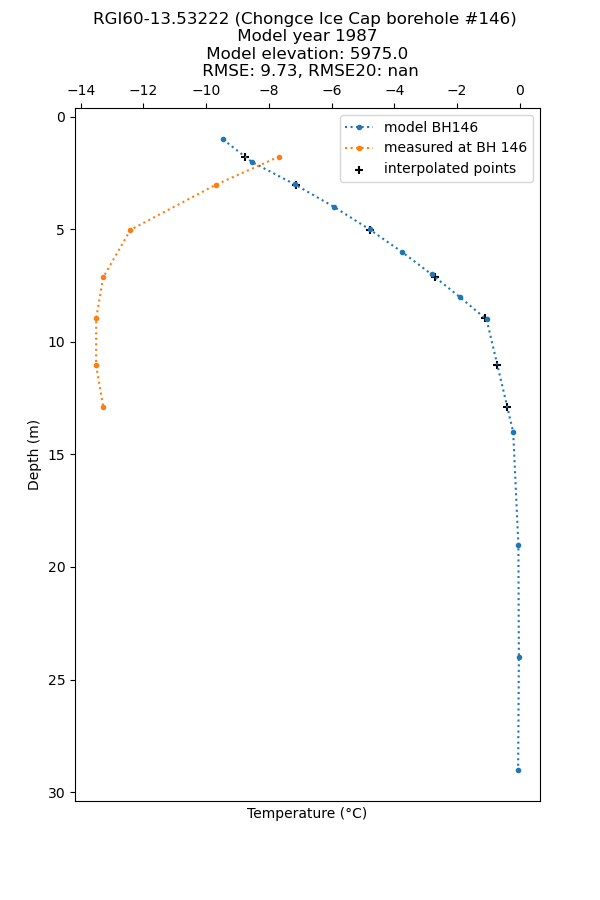 RGI60-13.53222 (Chongce Ice Cap borehole #146)
Model year 1987
Model elevation: 5975.0
RMSE: 9.73, RMSE20: nan
−14 −12 −10 −8 −6 −4 −2 0
model BH146
measured at BH 146
interpolated points
0
5
10
15
20
25
30
Depth (m)
Temperature (°C)